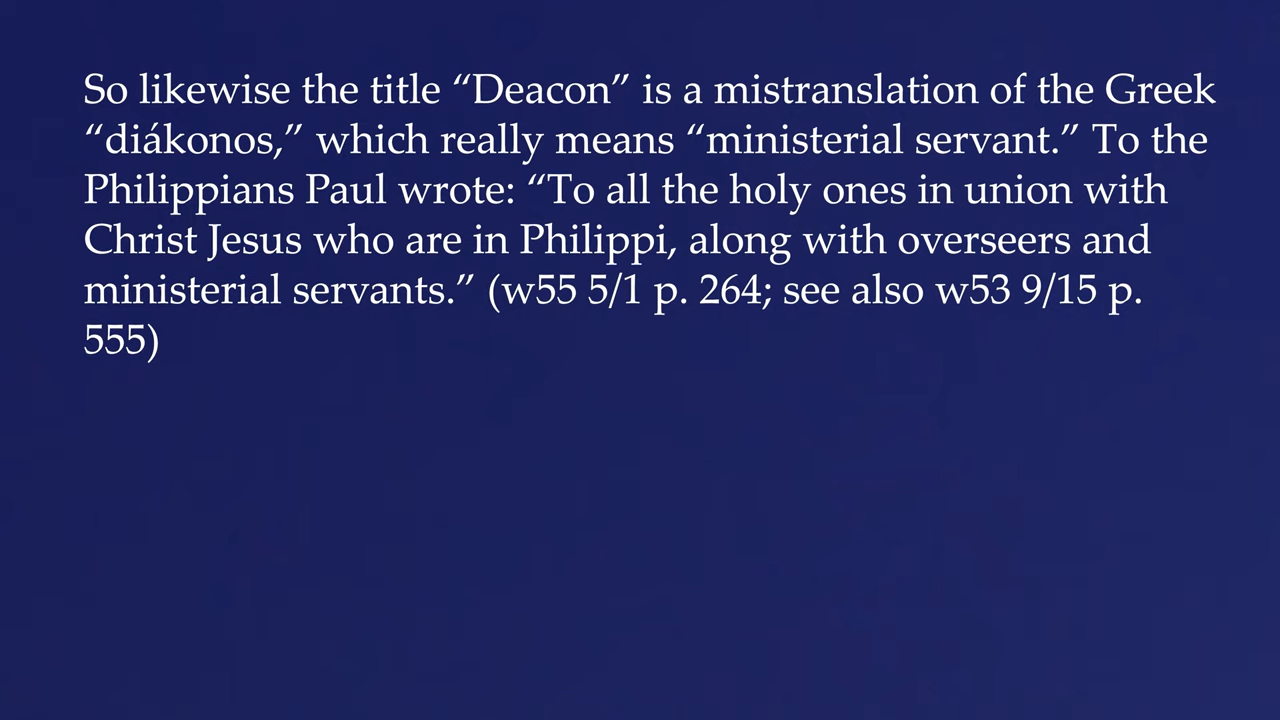 So likewise the title “Deacon” is a mistranslation of the Greek
“diákonos,” which really means “ministerial servant.” To the
Philippians Paul wrote: “To all the holy ones in union with
Christ Jesus who are in Philippi, along with overseers and
ministerial servants.” (w55 5/1 p. 264; see also w53 9/15 p.
555)